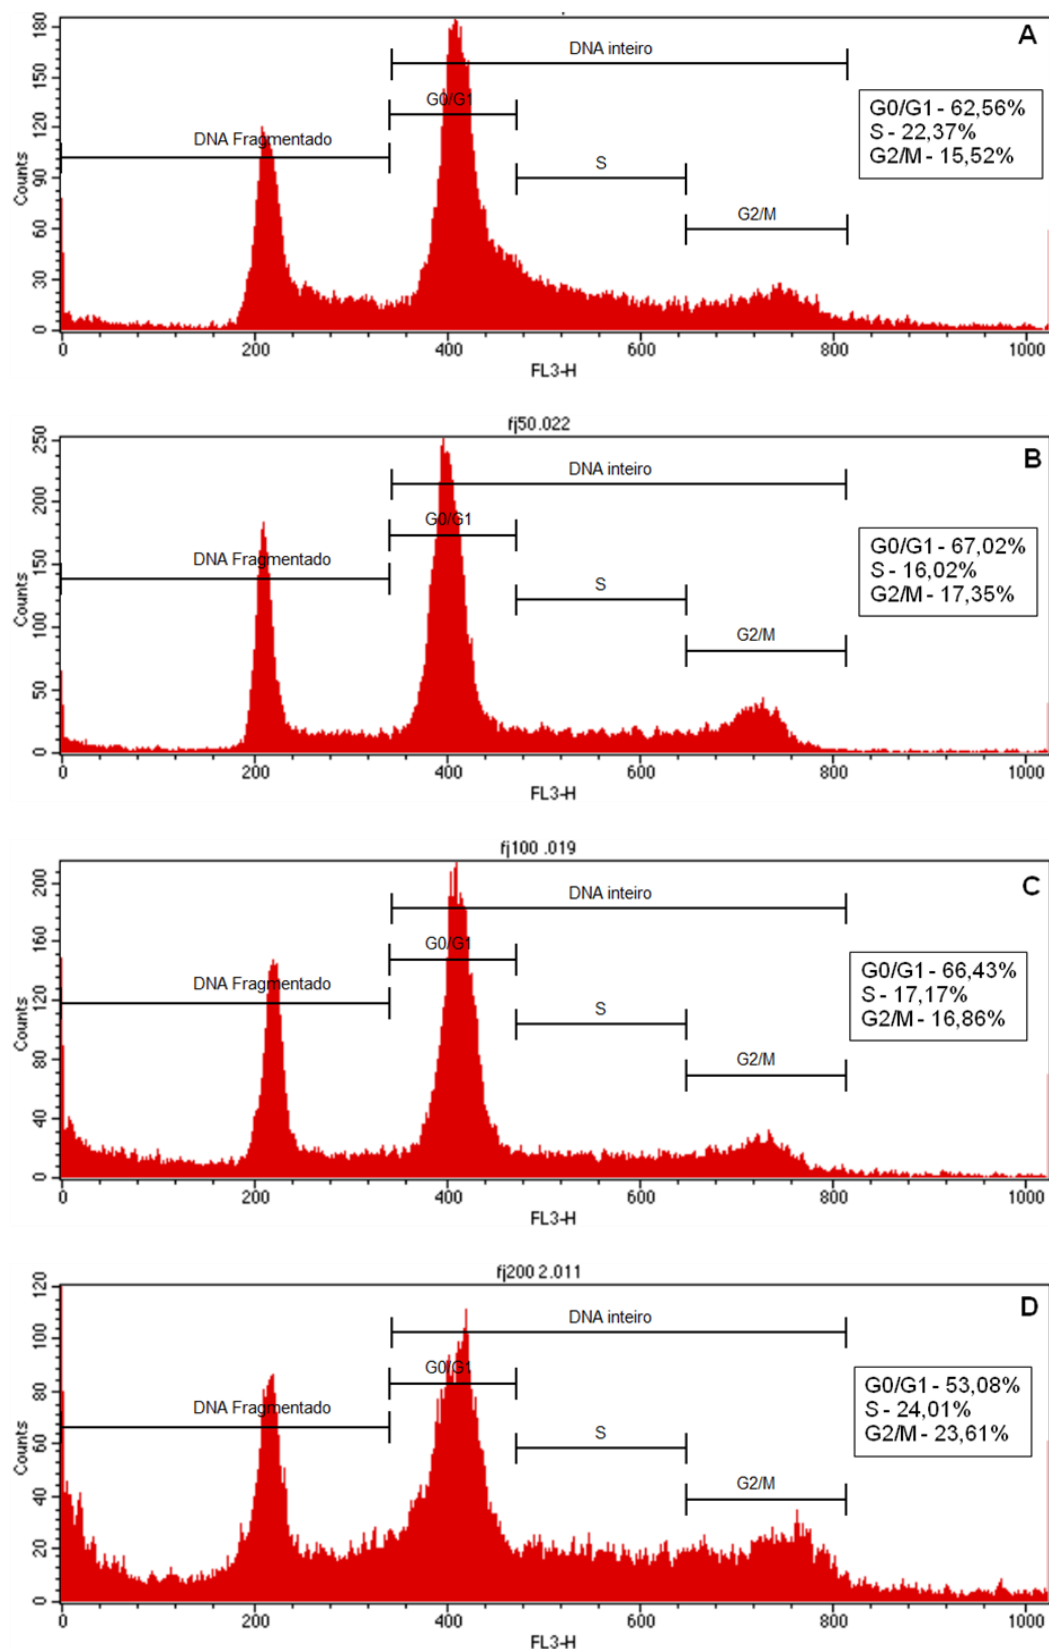 A
DNA inteiro
G0/G1
DNA Fragmentado
S
G2/M
G0/G1 - 62,56%
S - 22,37%
G2/M - 15,52%
Counts
180
150
120
90
60
30
0
0 200 400 600 800 1000
FL3-H
fj50.022
B
DNA inteiro
G0/G1
DNA Fragmentado
S
G2/M
G0/G1 - 67,02%
S - 16,02%
G2/M - 17,35%
Counts
250
200
150
100
50
0
0 200 400 600 800 1000
FL3-H
fj100 .019
C
DNA inteiro
G0/G1
DNA Fragmentado
S
G2/M
G0/G1 - 66,43%
S - 17,17%
G2/M - 16,86%
Counts
200
160
120
80
40
0
0 200 400 600 800 1000
FL3-H
fj200 2.011
D
DNA inteiro
G0/G1
DNA Fragmentado
S
G2/M
G0/G1 - 53,08%
S - 24,01%
G2/M - 23,61%
Counts
120
100
80
60
40
20
0
0 200 400 600 800 1000
FL3-H